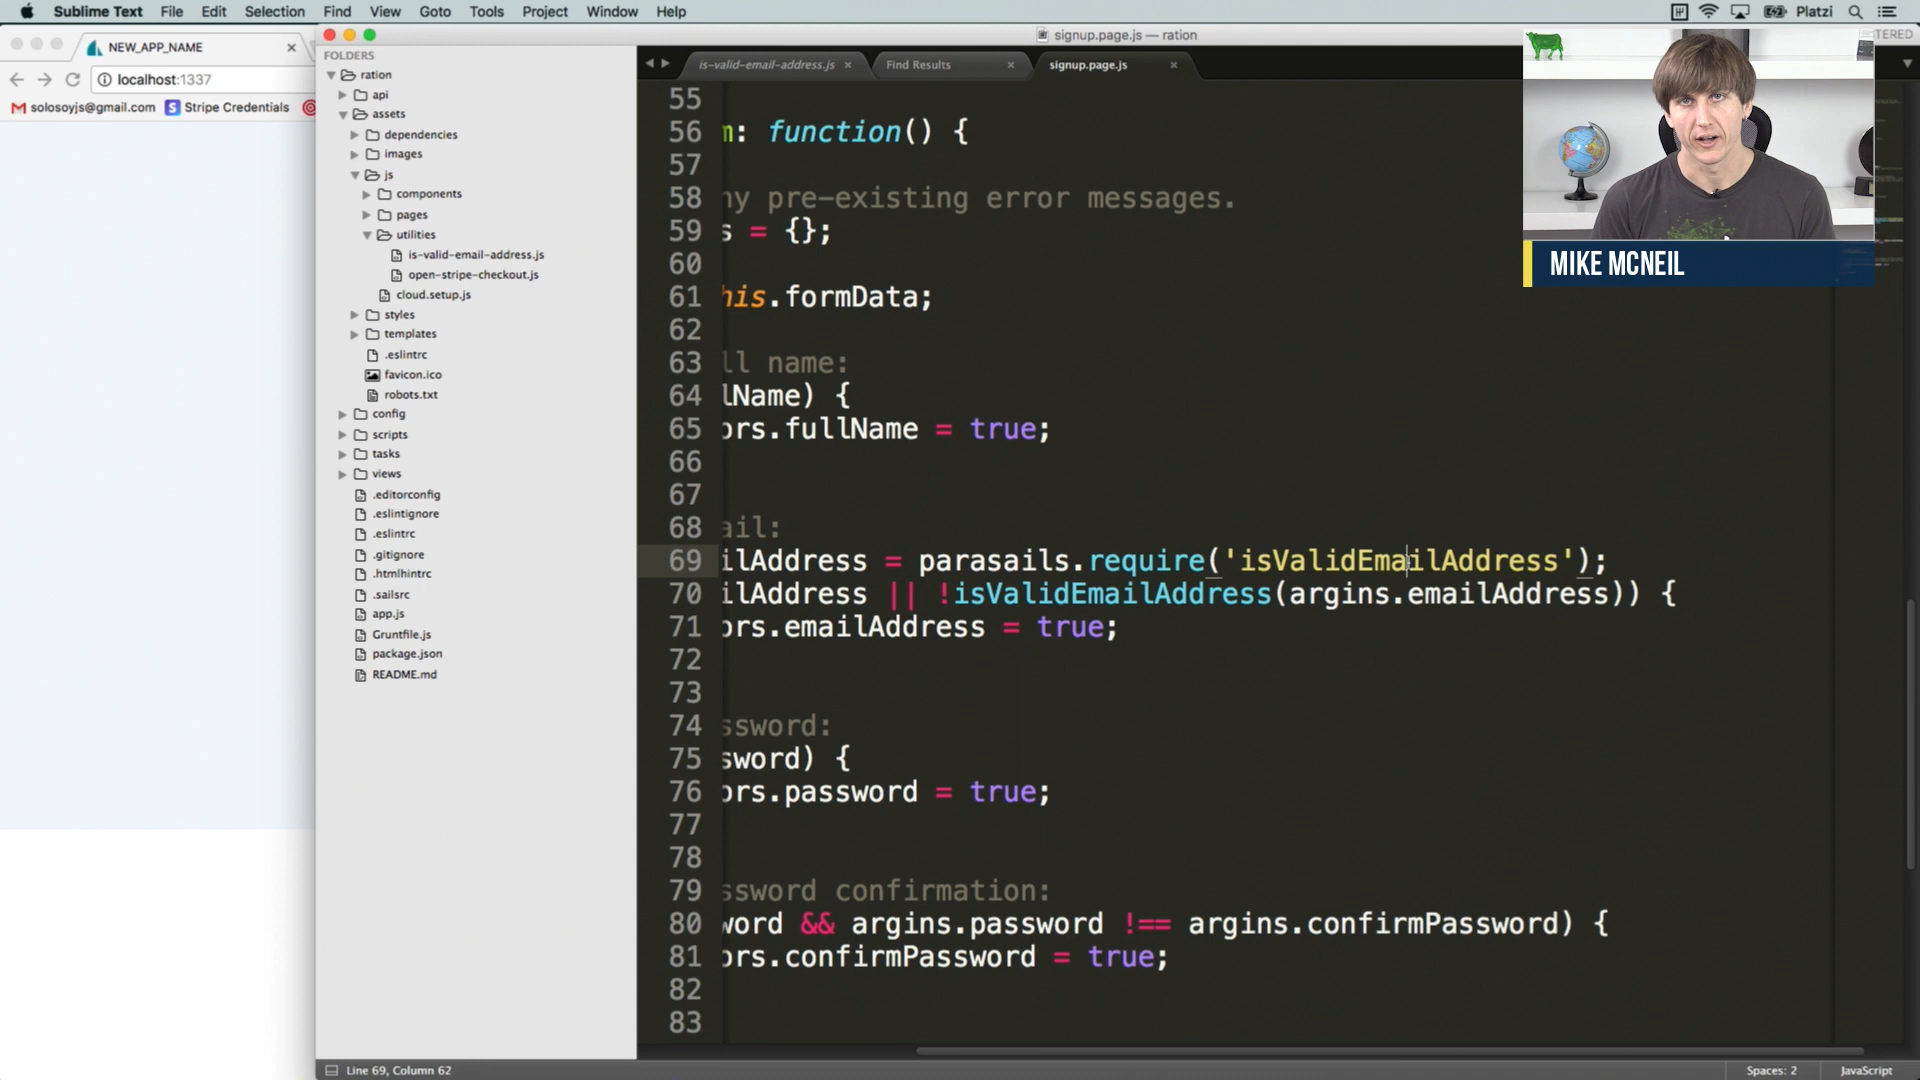 Sublime Text File Edit Selection Find View Goto Tools Project Window Help
Platzi
NEW_APP_NAME
localhost:1337
solosoyjs@gmail.com Stripe Credentials
signup.page.js — ration
TERED
MIKE MCNEIL
FOLDERS
ration
api
assets
dependencies
images
js
components
pages
utilities
is-valid-email-address.js
open-stripe-checkout.js
cloud.setup.js
styles
templates
.eslintrc
favicon.ico
robots.txt
config
scripts
tasks
views
.editorconfig
.eslintignore
.eslintrc
.gitignore
.htmlhintrc
.sailsrc
app.js
Gruntfile.js
package.json
README.md
is-valid-email-address.js
Find Results
signup.page.js
55
56 m: function() {
57
58 ny pre-existing error messages.
59 s = {};
60
61 his.formData;
62
63 ll name:
64 lName) {
65 ors.fullName = true;
66
67
68 ail:
69 ilAddress = parasails.require('isValidEmailAddress');
70 ilAddress || !isValidEmailAddress(argins.emailAddress)) {
71 ors.emailAddress = true;
72
73
74 ssword:
75 sword) {
76 ors.password = true;
77
78
79 ssword confirmation:
80 word && argins.password !== argins.confirmPassword) {
81 ors.confirmPassword = true;
82
83
Line 69, Column 62
Spaces: 2
JavaScript